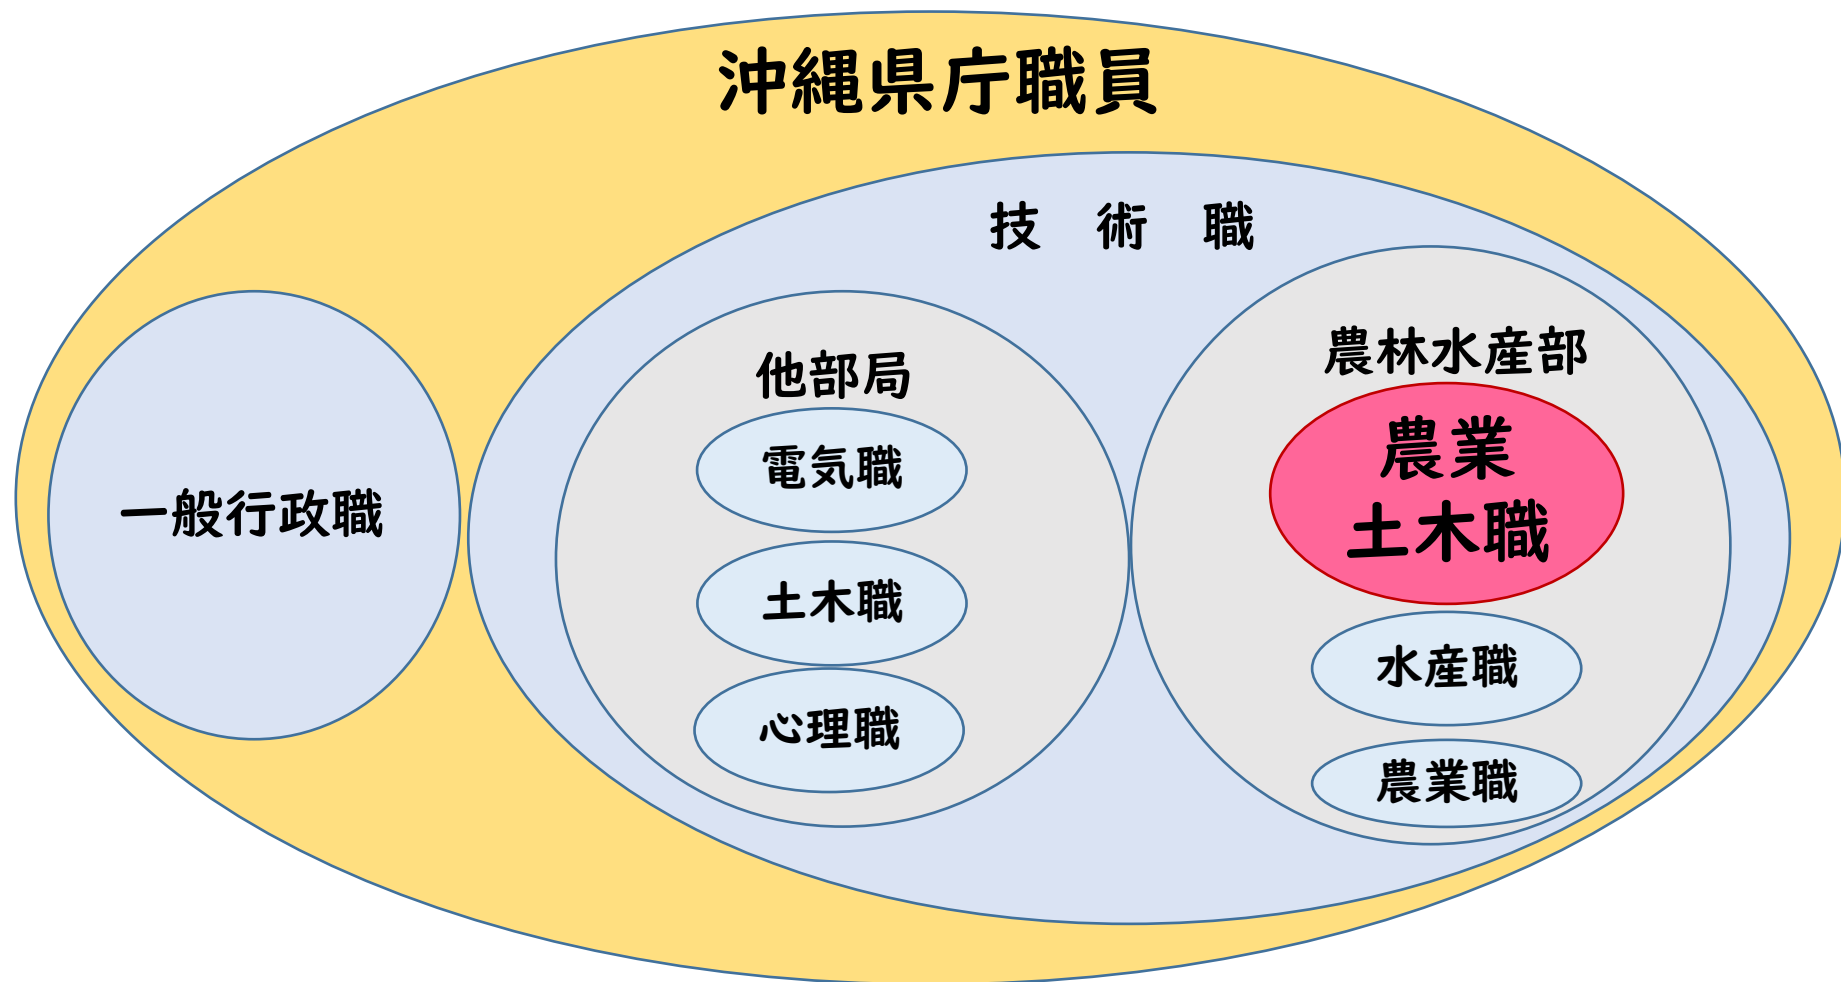 沖縄県庁職員
技　術　職
一般行政職
他部局
電気職
土木職
心理職
農林水産部
農業
土木職
水産職
農業職